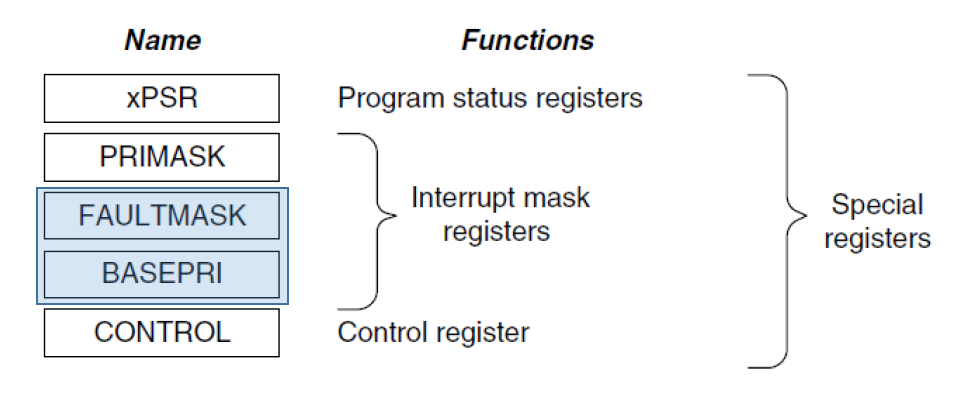 Name Functions
xPSR Program status registers
PRIMASK
FAULTMASK
BASEPRI
CONTROL Control register
Interrupt mask
registers
Special
registers